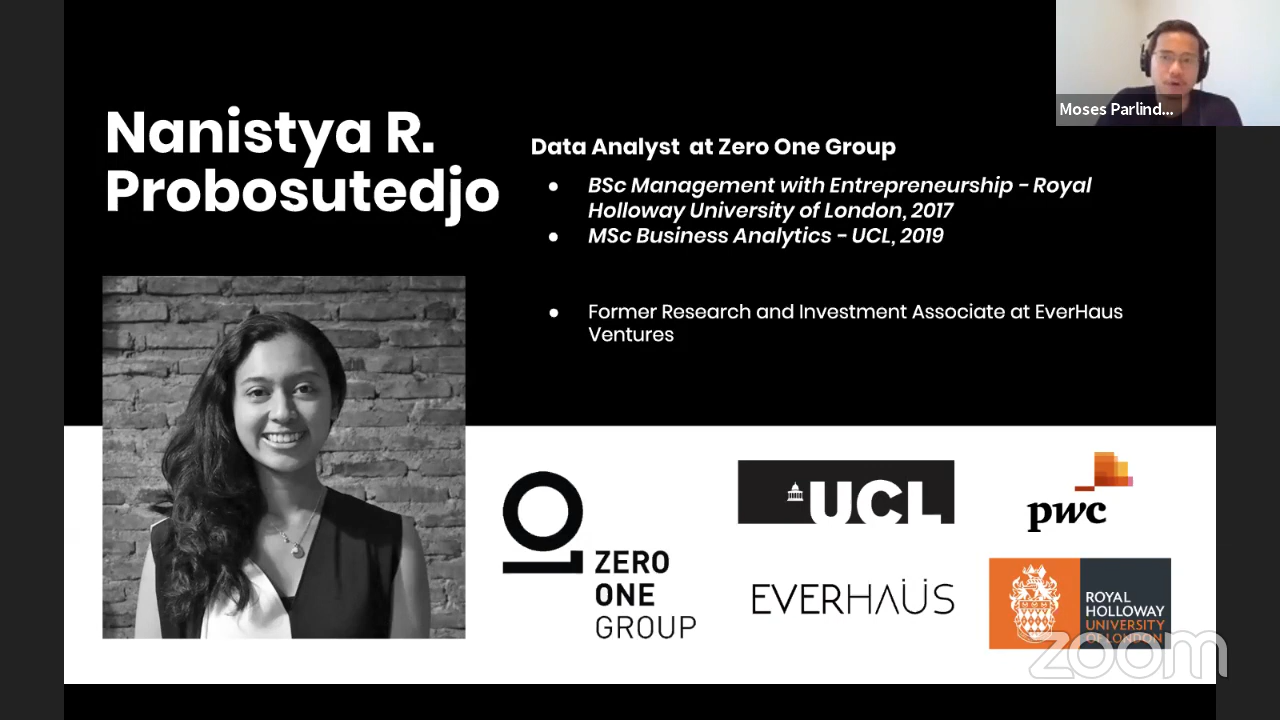 Moses Parlind...
Nanistya R.
Probosutedjo
Data Analyst at Zero One Group
● BSc Management with Entrepreneurship - Royal
Holloway University of London, 2017
● MSc Business Analytics - UCL, 2019
● Former Research and Investment Associate at EverHaus
Ventures
ZERO
ONE
GROUP
UCL
pwc
EVERHAÜS
ROYAL
HOLLOWAY
UNIVERSITY
OF LONDON
zoom